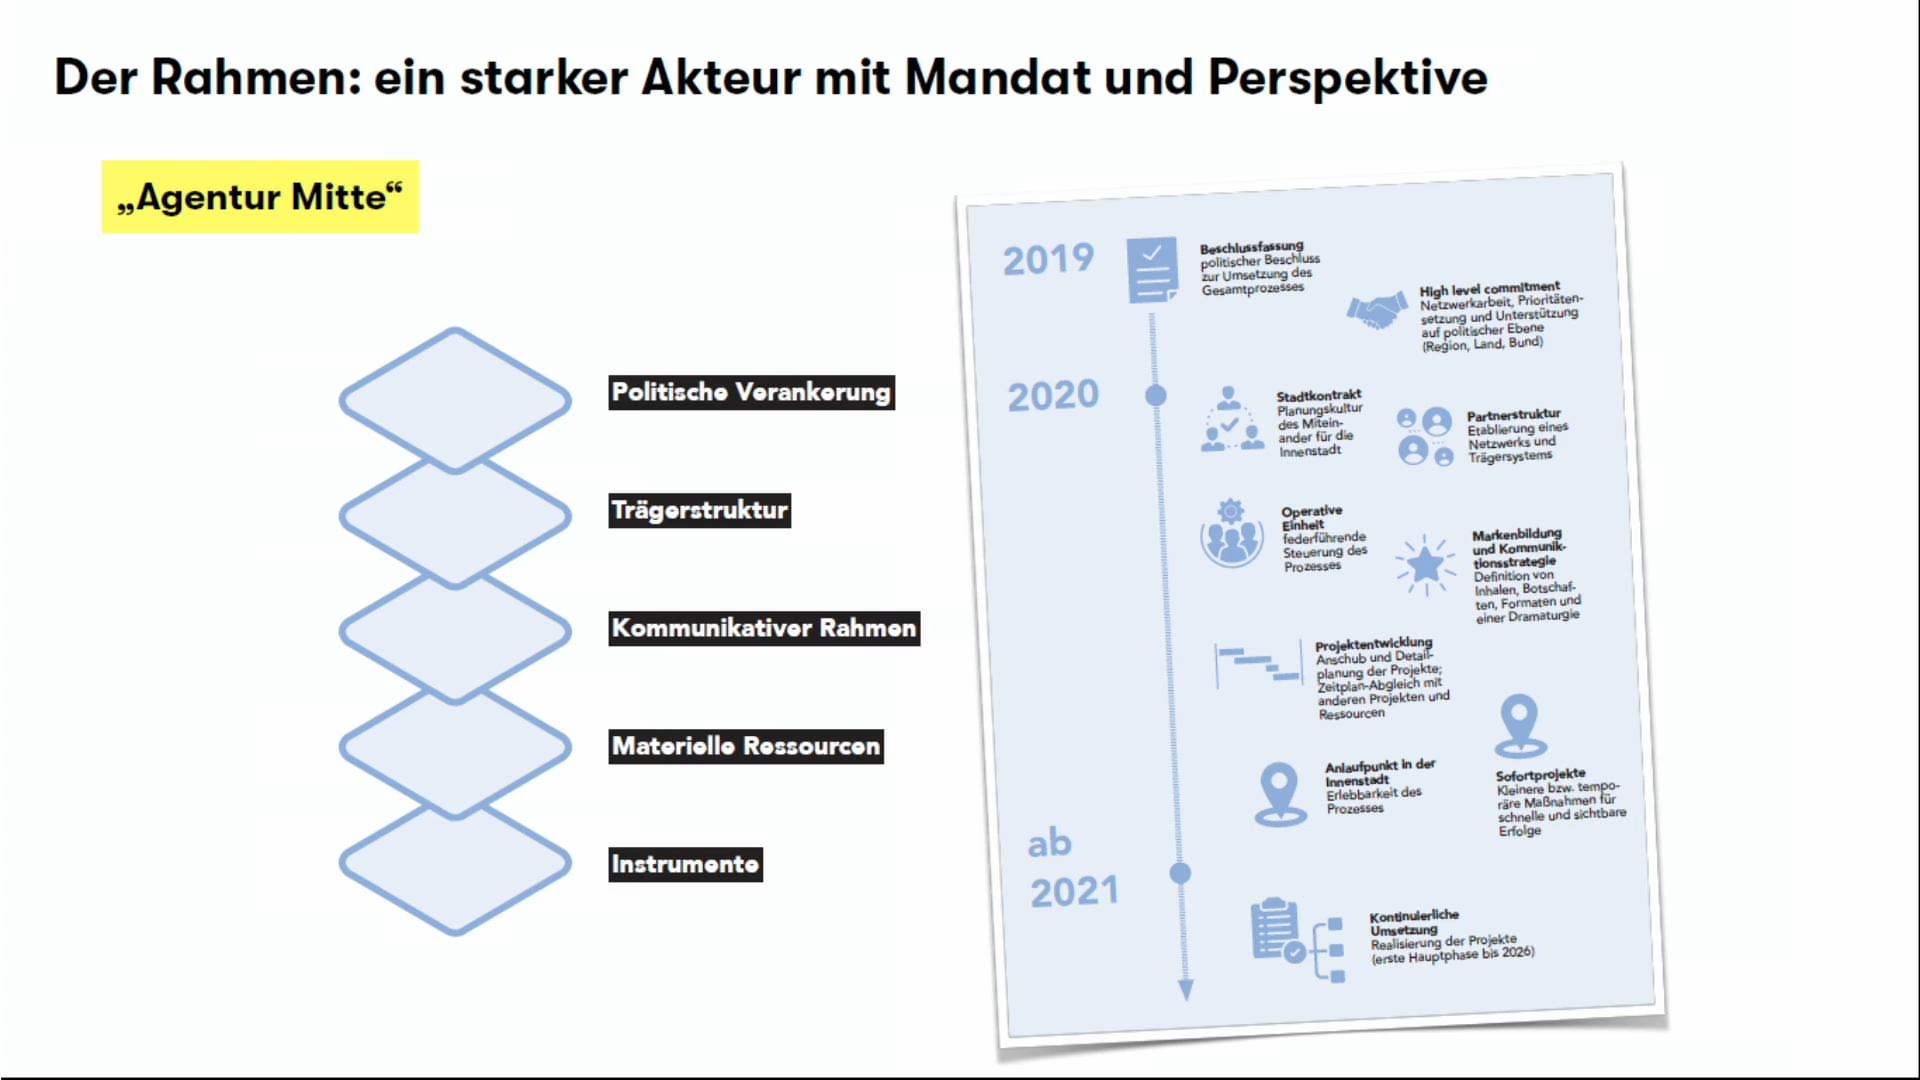 Der Rahmen: ein starker Akteur mit Mandat und Perspektive
„Agentur Mitte“
Politische Verankerung
Trägerstruktur
Kommunikativer Rahmen
Materielle Ressourcen
Instrumente
2019
Beschlussfassung
politischer Beschluss
zur Umsetzung des
Gesamtprozesses
High level commitment
Netzwerkarbeit, Prioritäten-
setzung und Unterstützung
auf politischer Ebene
(Region, Land, Bund)
2020
Stadtkontrakt
Planungskultur
des Mitein-
ander für die
Innenstadt
Partnerstruktur
Etablierung eines
Netzwerks und
Trägersystems
Operative
Einheit
federführende
Steuerung des
Prozesses
Markenbildung
und Kommunik-
tionsstrategie
Definition von
Inhalen, Botschaf-
ten, Formaten und
einer Dramaturgie
Projektentwicklung
Anschub und Detail-
planung der Projekte;
Zeitplan-Abgleich mit
anderen Projekten und
Ressourcen
Anlaufpunkt in der
Innenstadt
Erlebbarkeit des
Prozesses
Sofortprojekte
Kleinere bzw. tempo-
räre Maßnahmen für
schnelle und sichtbare
Erfolge
ab
2021
Kontinuierliche
Umsetzung
Realisierung der Projekte
(erste Hauptphase bis 2026)